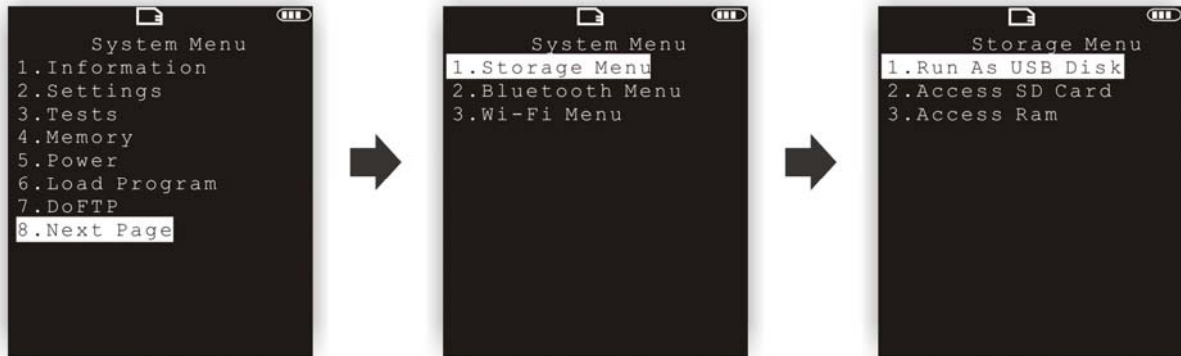 System Menu
1.Information
2.Settings
3.Tests
4.Memory
5.Power
6.Load Program
7.DoFTP
8.Next Page
System Menu
1.Storage Menu
2.Bluetooth Menu
3.Wi-Fi Menu
Storage Menu
1.Run As USB Disk
2.Access SD Card
3.Access Ram